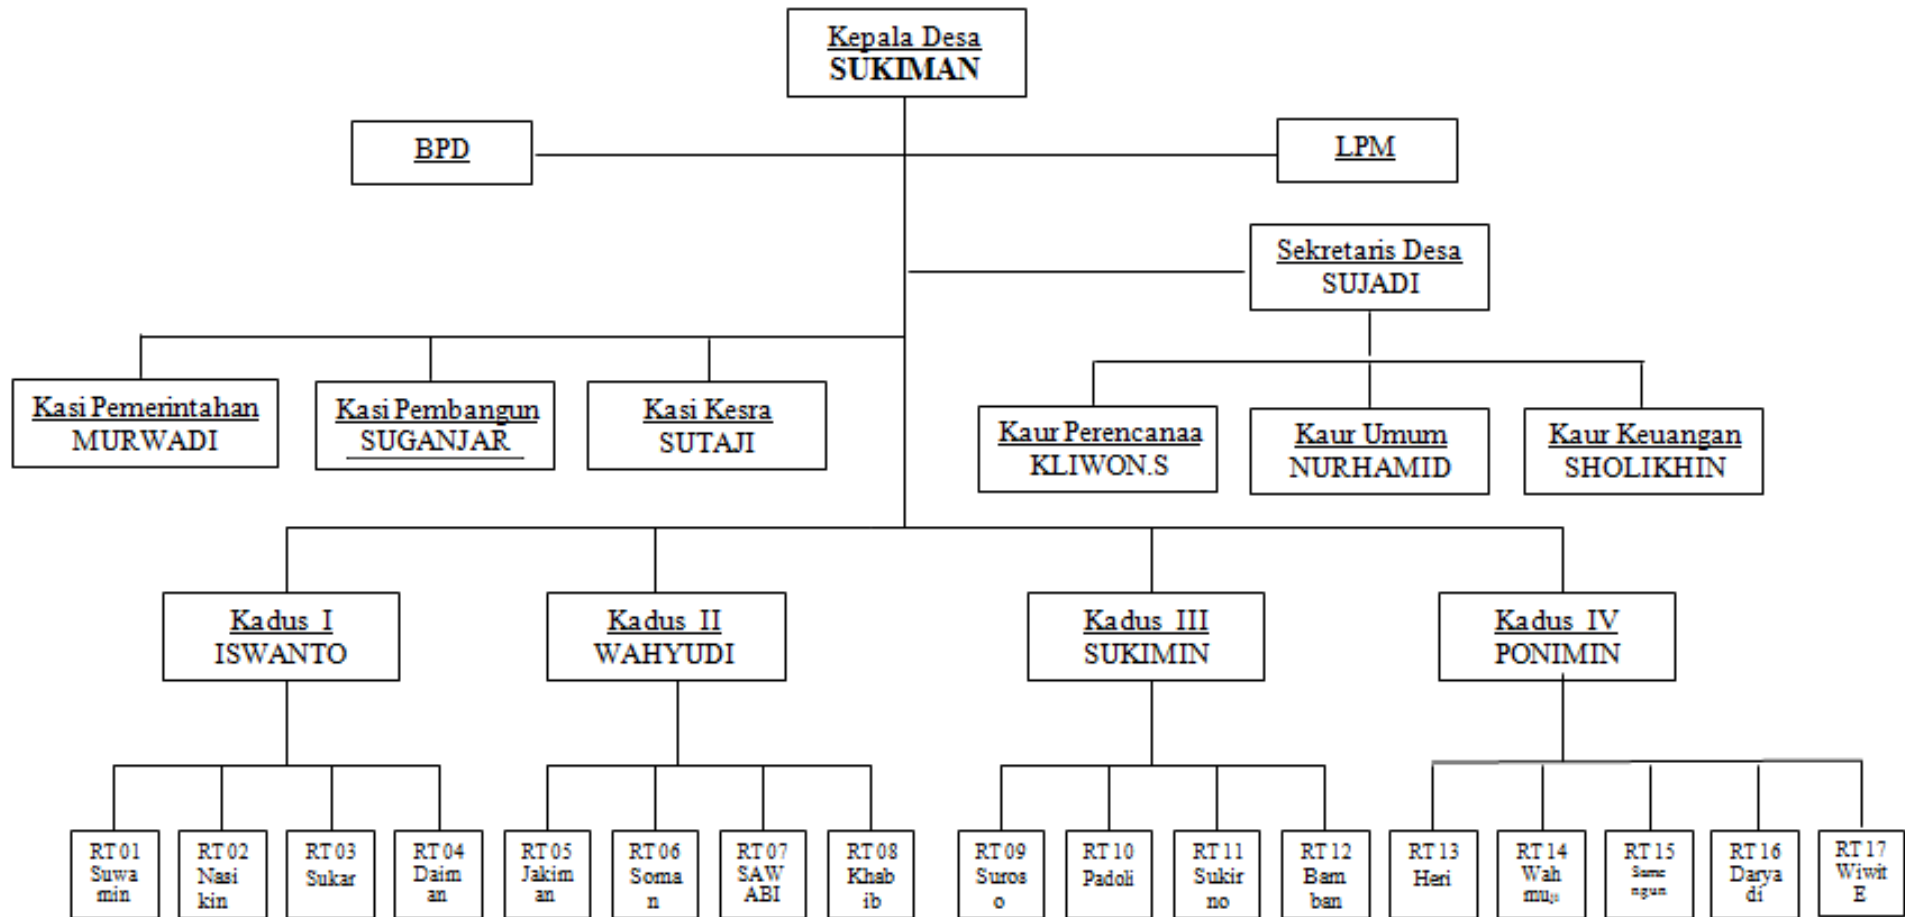 Kepala Desa
SUKIMAN
BPD
LPM
Sekretaris Desa
SUJADI
Kasi Pemerintahan
MURWADI
Kasi Pembangun
SUGANJAR
Kasi Kesra
SUTAJI
Kaur Perencanaa
KLIWON.S
Kaur Umum
NURHAMID
Kaur Keuangan
SHOLIKHIN
Kadus I
ISWANTO
Kadus II
WAHYUDI
Kadus III
SUKIMIN
Kadus IV
PONIMIN
RT 01
Suwa
min
RT 02
Nasi
kin
RT 03
Sukar
RT 04
Daim
an
RT 05
Jakim
an
RT 06
Soma
n
RT 07
SAW
ABI
RT 08
Khab
ib
RT 09
Suros
o
RT 10
Padoli
RT 11
Sukir
no
RT 12
Bam
ban
RT 13
Heri
RT 14
Wah
RT 15
RT 16
Darya
di
RT 17
Wiwit
E